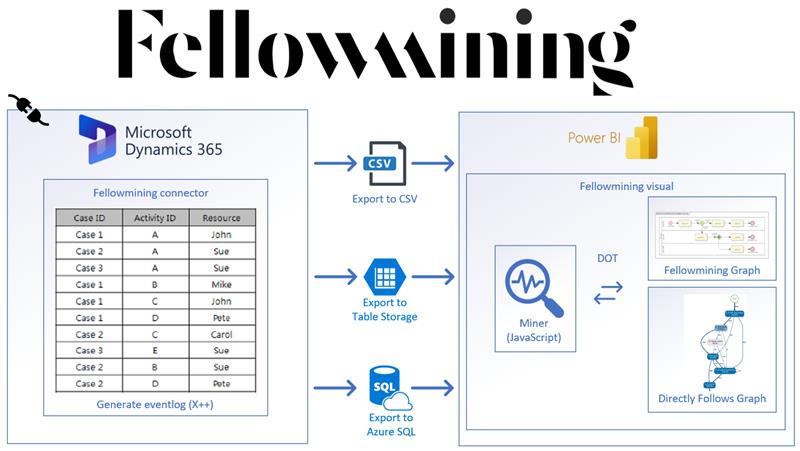 Fellowmining
Microsoft
Dynamics 365
Fellowmining connector
Case ID Activity ID Resource
Case 1 A John
Case 2 A Sue
Case 3 A Sue
Case 1 B Mike
Case 1 C John
Case 1 D Pete
Case 2 C Carol
Case 3 E Sue
Case 2 B Sue
Case 2 D Pete
Generate eventlog (X++)
CSV
Export to CSV
Export to
Table Storage
SQL
Export to
Azure SQL
Power BI
Fellowmining visual
Miner
(JavaScript)
DOT
Fellowmining Graph
Directly Follows Graph